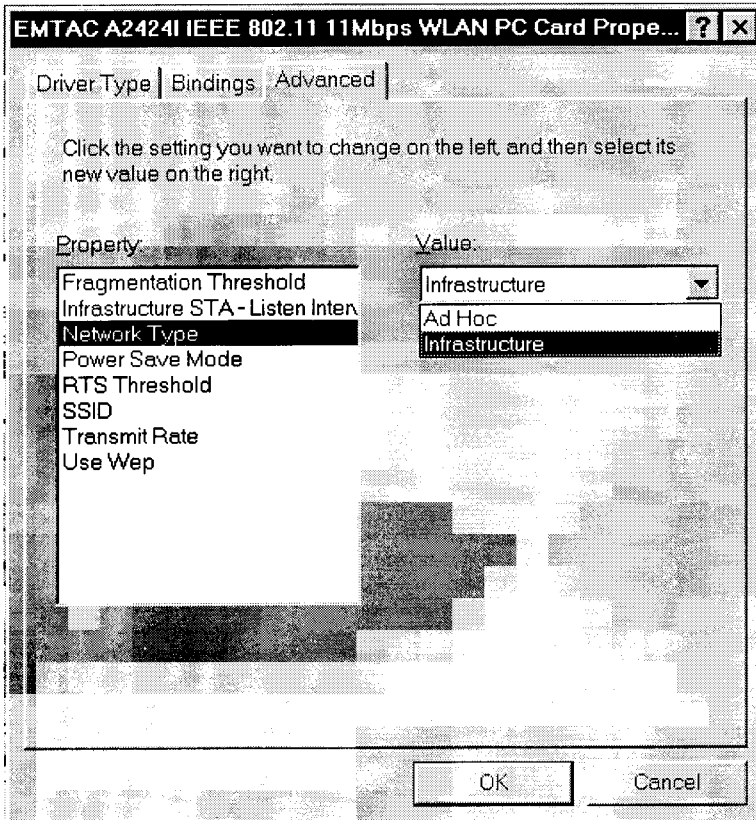 EMTAC A2424I IEEE 802.11 11Mbps WLAN PC Card Prope... ? ×
Driver Type Bindings Advanced
Click the setting you want to change on the left, and then select its
new value on the right.
Property: Value:
Fragmentation Threshold Infrastructure
Infrastructure STA - Listen Inten Ad Hoc
Network Type Infrastructure
Power Save Mode
RTS Threshold
SSID
Transmit Rate
Use Wep
OK Cancel